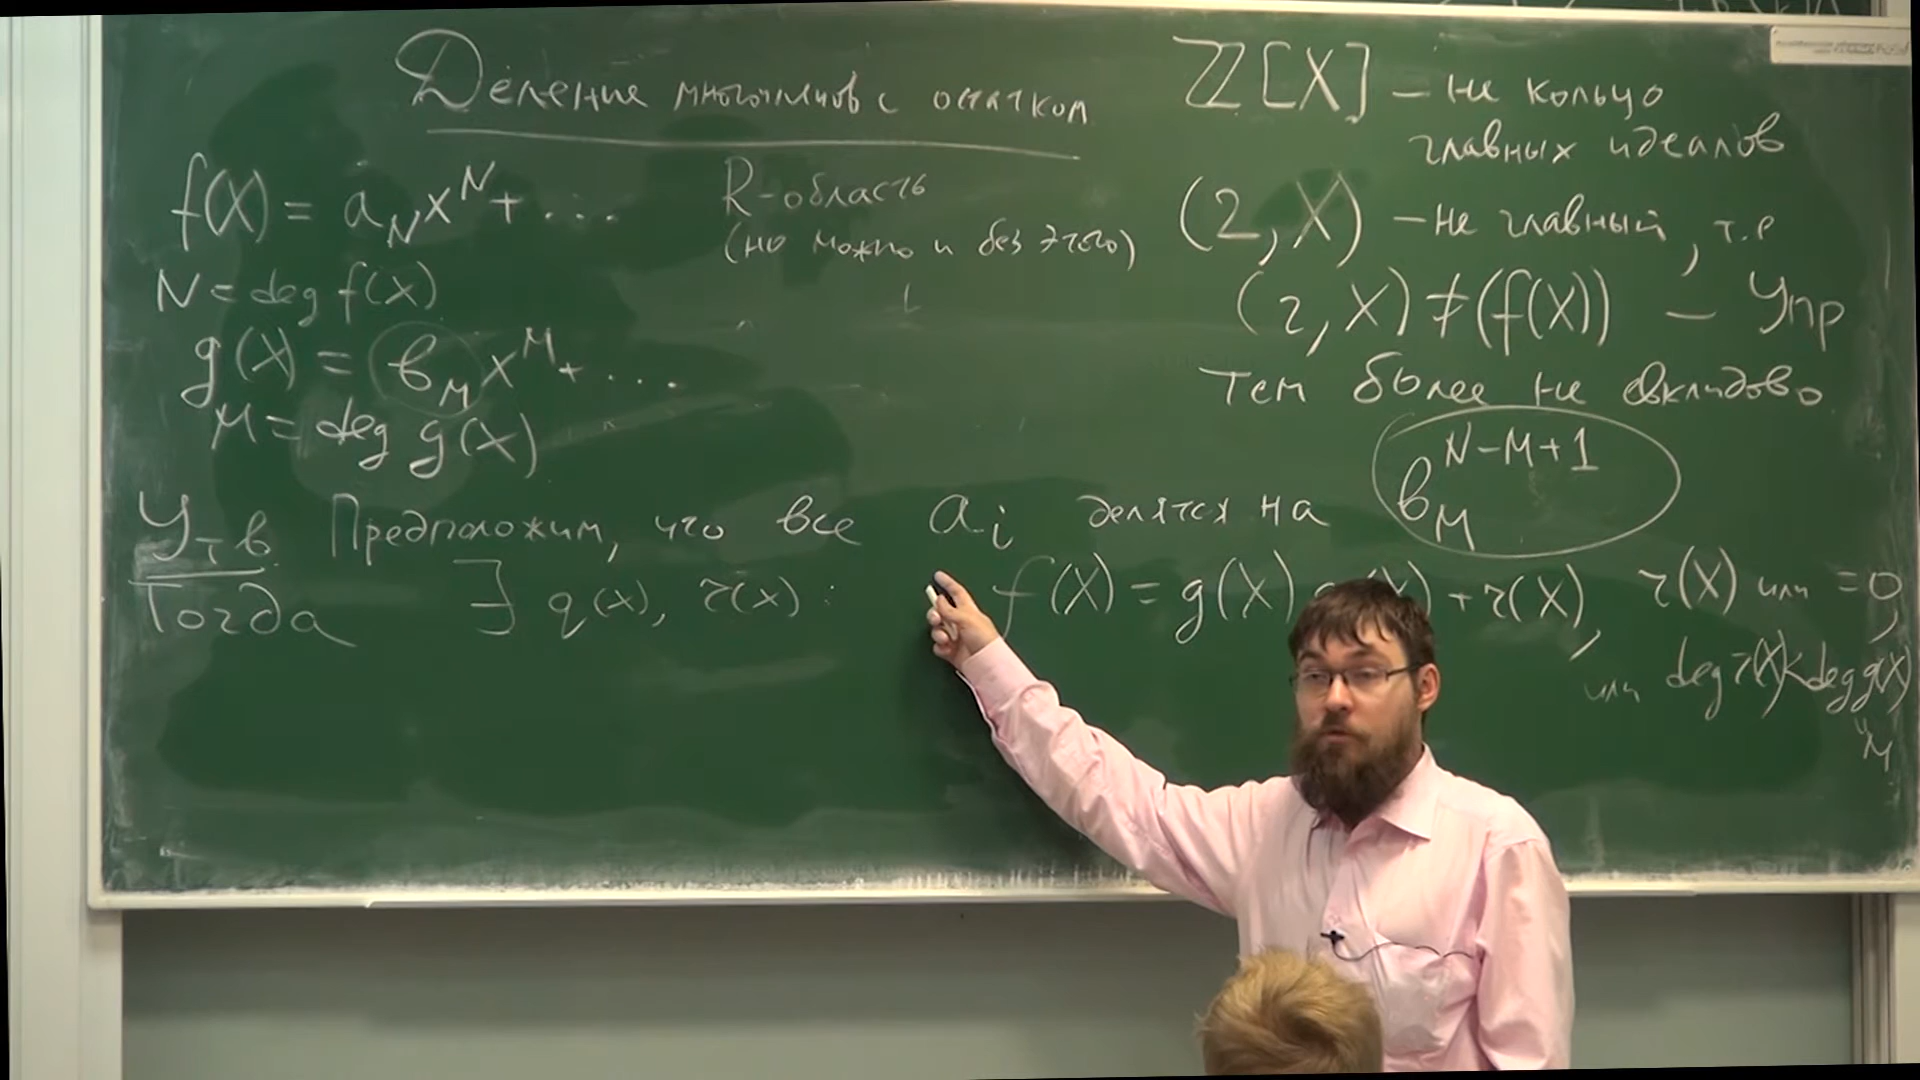 Деление многочленов с остатком
f(X) = a_N x^N + ...
R-область
(но можно и без этого)
N = deg f(X)
g(X) = b_M x^M + ...
M = deg g(X)
Z[X] – не кольцо
главных идеалов
(2, X) – не главный, т.е
(2, X) ≠ (f(X)) – Упр
Тем более не евклидово
Утв Предположим, что все a_i делятся на b_M^{N-M+1}
Тогда ∃ q(x), r(x): f(X) = g(X) q(X) + r(X), r(X) или = 0,
или deg r(X) < deg g(X)
M